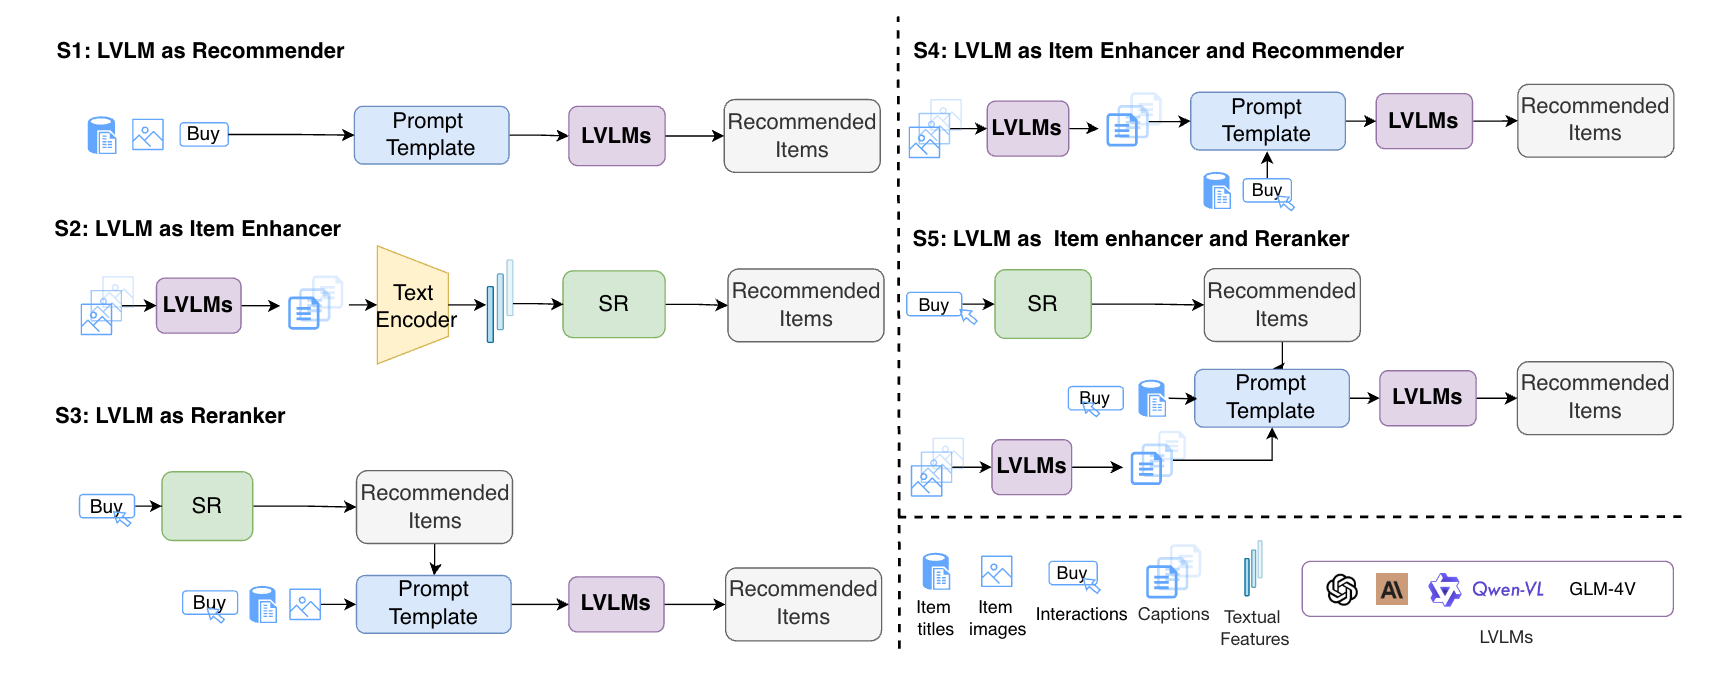 S1: LVLM as Recommender
Buy
Prompt
Template
LVLMs
Recommended
Items
S2: LVLM as Item Enhancer
LVLMs
Text
Encoder
SR
Recommended
Items
S3: LVLM as Reranker
Buy
SR
Recommended
Items
Buy
Prompt
Template
LVLMs
Recommended
Items
S4: LVLM as Item Enhancer and Recommender
LVLMs
Prompt
Template
LVLMs
Recommended
Items
Buy
S5: LVLM as Item enhancer and Reranker
Buy
SR
Recommended
Items
Buy
Prompt
Template
LVLMs
Recommended
Items
LVLMs
Item
titles
Item
images
Buy
Interactions
Captions
Textual
Features
AI
Qwen-VL
GLM-4V
LVLMs